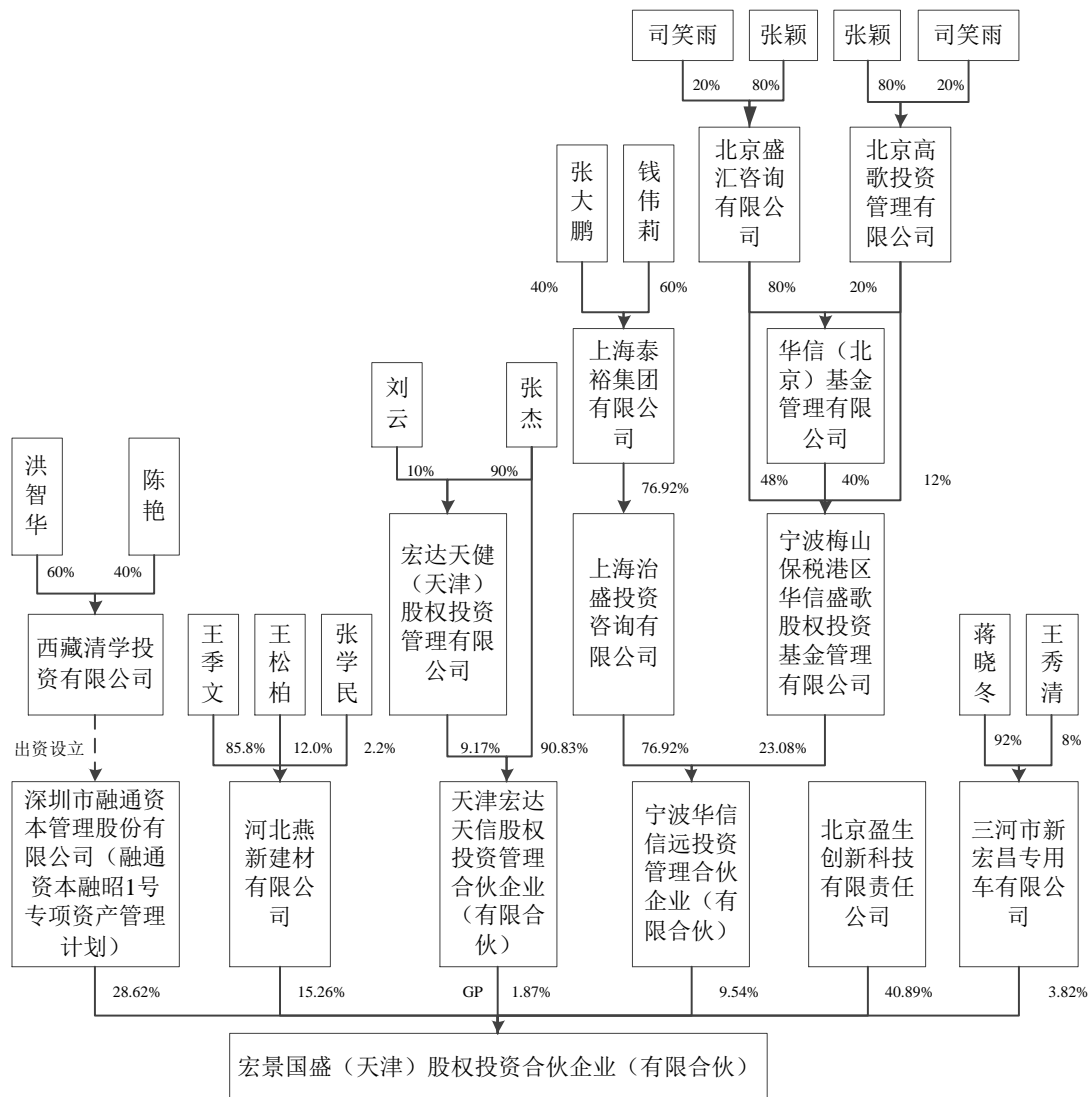 司笑雨
张颖
张颖
司笑雨
20%
80%
80%
20%
北京盛
汇咨询
有限公
司
北京高
歌投资
管理有
限公司
张
大
鹏
钱
伟
莉
40%
60%
80%
20%
上海泰
裕集团
有限公
司
华信（北
京）基金
管理有限
公司
刘
云
张
杰
10%
90%
76.92%
48%
40%
12%
洪
智
华
陈
艳
60%
40%
宏达天健
（天津）
股权投资
管理有限公
司
上海治
盛投资
咨询有
限公司
宁波梅山
保税港区
华信盛歌
股权投资
基金管理
有限公司
西藏清学投
资有限公司
王
季
文
王
松
柏
张
学
民
蒋
晓
冬
王
秀
清
出资设立
85.8%
12.0%
2.2%
9.17%
90.83%
76.92%
23.08%
92%
8%
深圳市融通资
本管理股份有
限公司（融通
资本融昭1号
专项资产管理
计划）
河北燕
新建材
有限公
司
天津宏达
天信股权
投资管理
合伙企业
（有限合
伙）
宁波华信
信远投资
管理合伙
企业（有
限合伙）
北京盈生
创新科技
有限责任
公司
三河市新
宏昌专用
车有限公
司
28.62%
15.26%
GP
1.87%
9.54%
40.89%
3.82%
宏景国盛（天津）股权投资合伙企业（有限合伙）